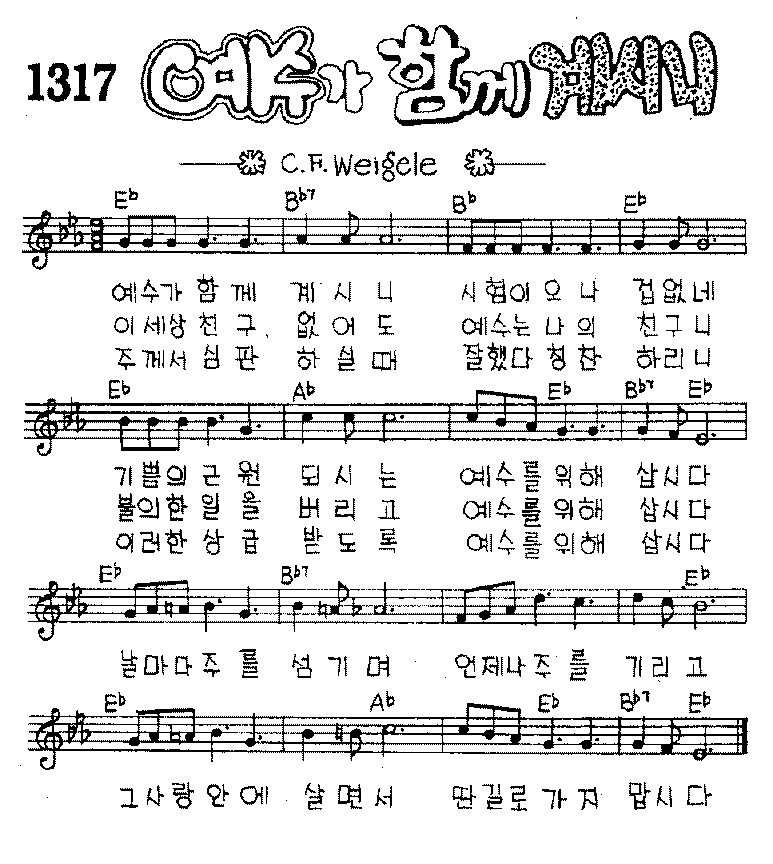 1317 예수가 함께 계시니
C. F. Weigele
E♭ B♭7 B♭ E♭
예수가 함께 계시니 시험이 오나 겁없네
이세상 친구 없어도 예수는 나의 친구니
주께서 심판 하실때 잘했다 칭찬 하리니
E♭ A♭ E♭ B♭7 E♭
기쁨의 근원 되시는 예수를 위해 삽시다
불의한 일을 버리고 예수를 위해 삽시다
이러한 상급 받도록 예수를 위해 삽시다
E♭ B♭7 E♭
날마다 주를 섬기며 언제나 주를 기리고
E♭ A♭ E♭ B♭7 E♭
그사랑 안에 살면서 딴길로 가지 맙시다